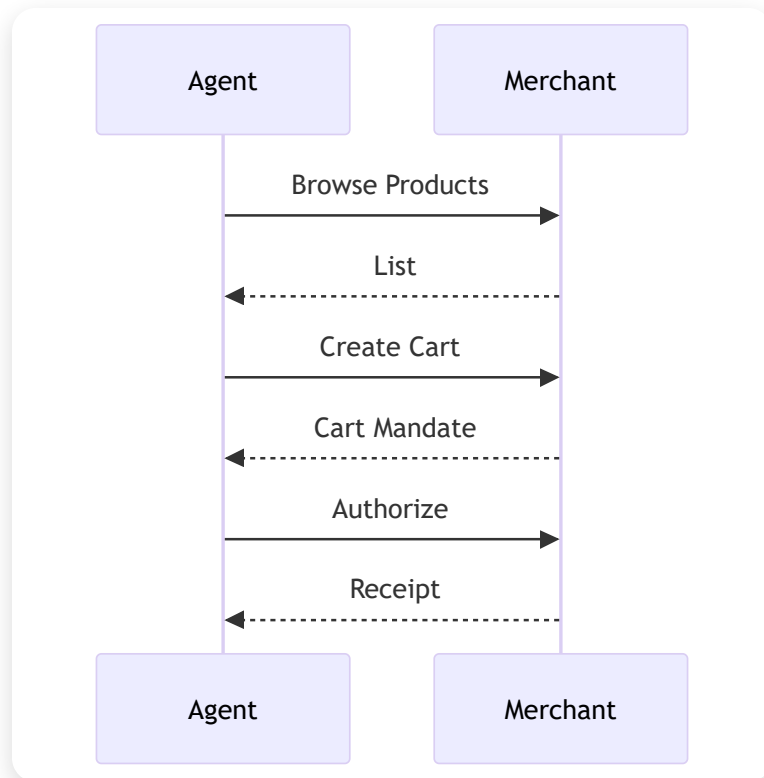 Agent
Merchant
Browse Products
List
Create Cart
Cart Mandate
Authorize
Receipt
Agent
Merchant